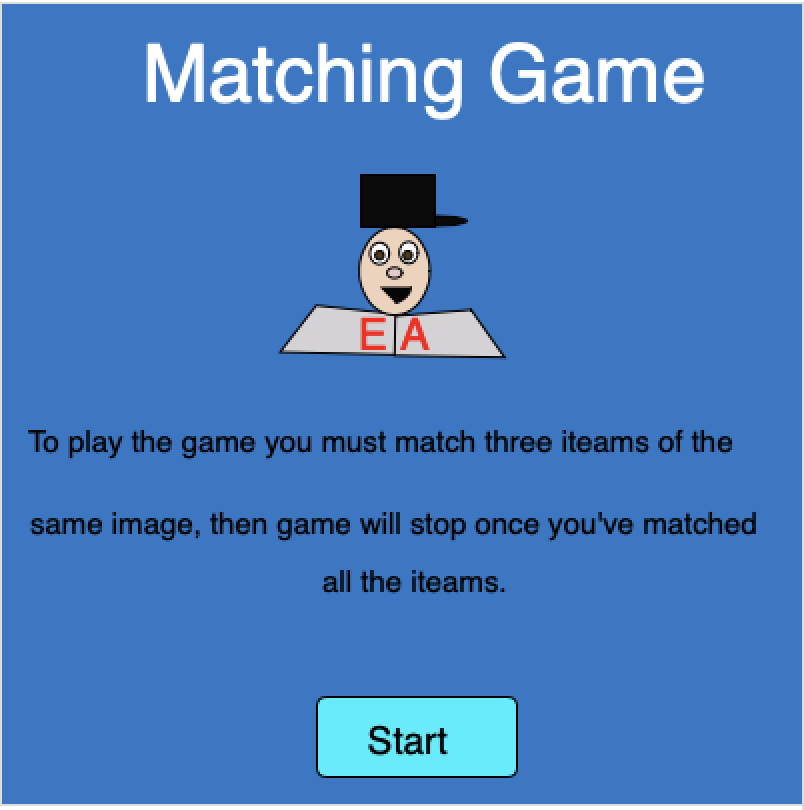 Matching Game
E A
To play the game you must match three iteams of the
same image, then game will stop once you've matched
all the iteams.
Start